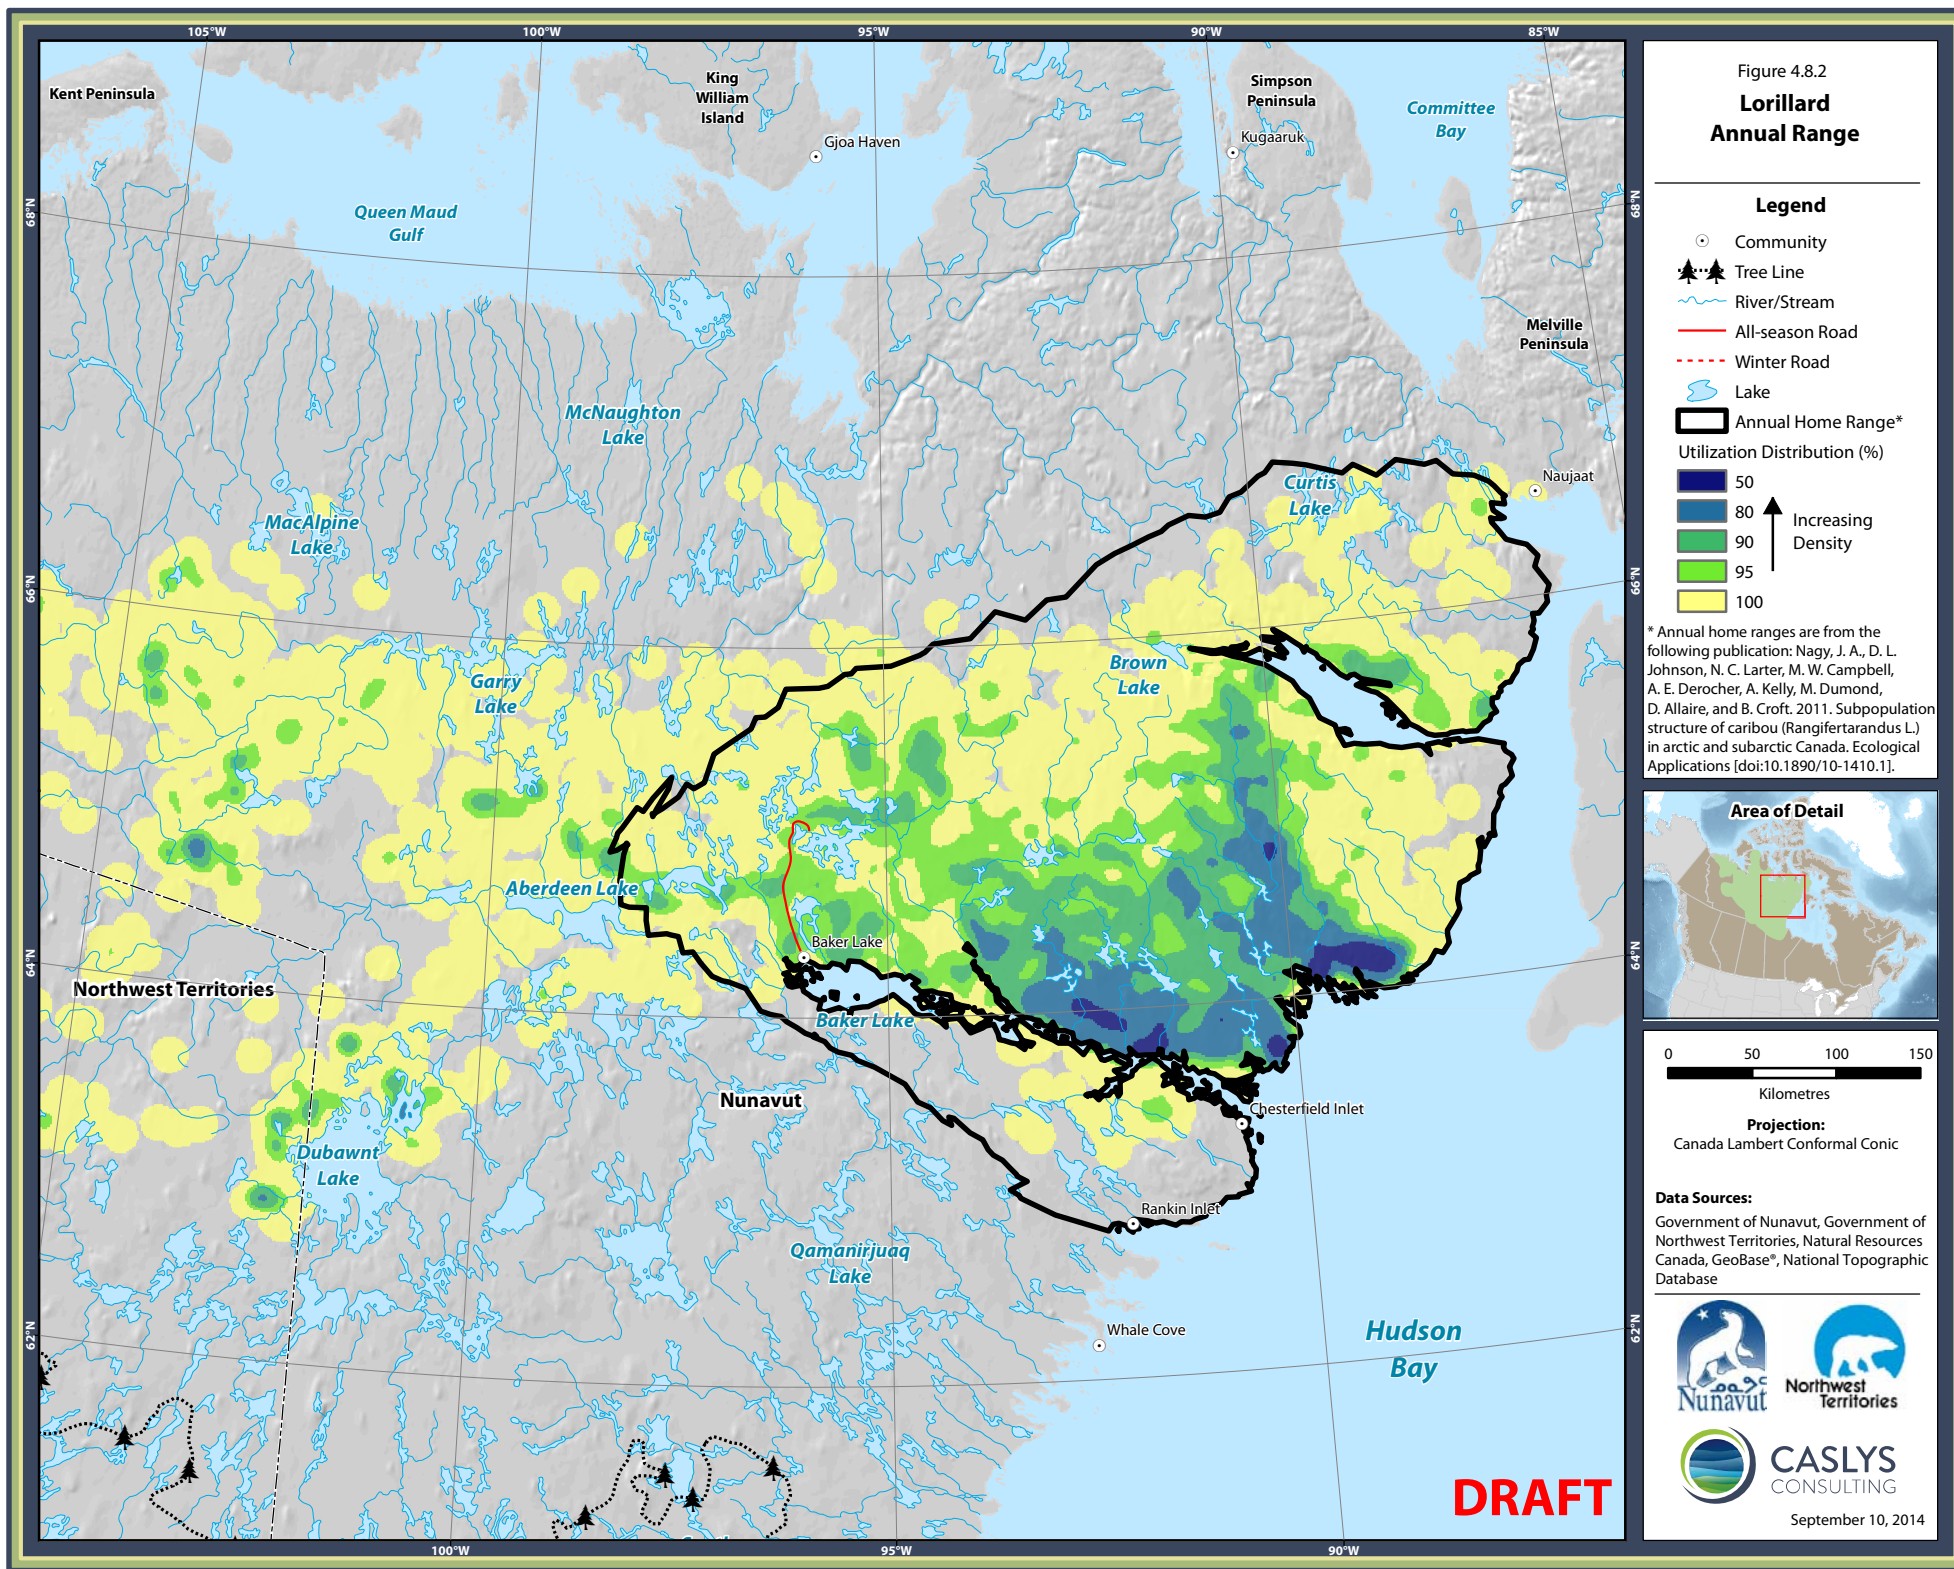 105°W
100°W
95°W
90°W
85°W
Kent Peninsula
King
William
Island
Gjoa Haven
Simpson
Peninsula
Kugaaruk
Committee
Bay
Queen Maud
Gulf
68°N
68°N
Melville
Peninsula
McNaughton
Lake
MacAlpine
Lake
Curtis
Lake
Naujaat
66°N
66°N
Garry
Lake
Brown
Lake
Aberdeen Lake
Baker Lake
64°N
64°N
Northwest Territories
Baker Lake
Nunavut
Chesterfield Inlet
Dubawnt
Lake
Rankin Inlet
Qamanirjuaq
Lake
Whale Cove
Hudson
Bay
62°N
62°N
DRAFT
100°W
95°W
90°W
Figure 4.8.2
Lorillard
Annual Range
Legend
Community
Tree Line
River/Stream
All-season Road
Winter Road
Lake
Annual Home Range*
Utilization Distribution (%)
50
80
90
95
100
Increasing
Density
* Annual home ranges are from the
following publication: Nagy, J. A., D. L.
Johnson, N. C. Larter, M. W. Campbell,
A. E. Derocher, A. Kelly, M. Dumond,
D. Allaire, and B. Croft. 2011. Subpopulation
structure of caribou (Rangifertarandus L.)
in arctic and subarctic Canada. Ecological
Applications [doi:10.1890/10-1410.1].
Area of Detail
0 50 100 150
Kilometres
Projection:
Canada Lambert Conformal Conic
Data Sources:
Government of Nunavut, Government of
Northwest Territories, Natural Resources
Canada, GeoBase®, National Topographic
Database
ᓄᓇᕗᑦ
Nunavut
Northwest
Territories
CASLYS
CONSULTING
September 10, 2014